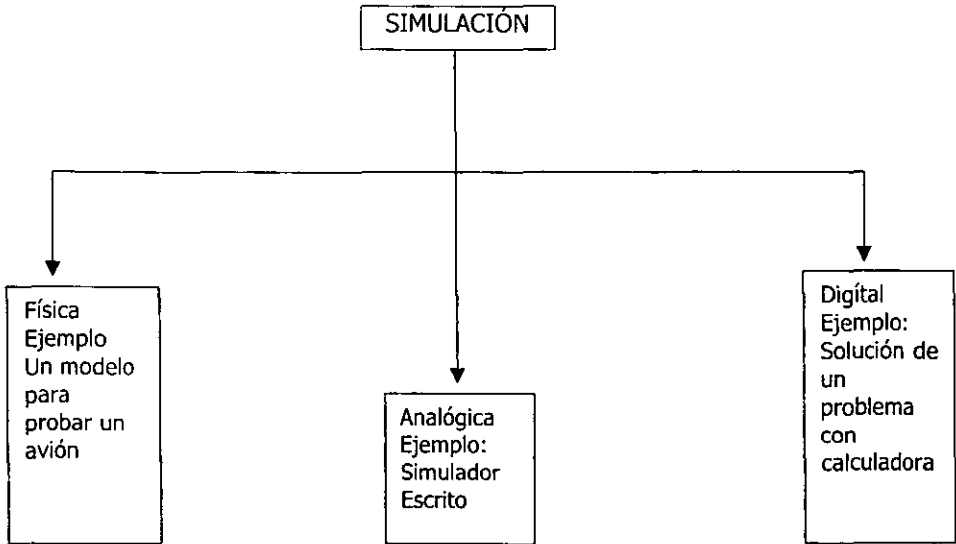 SIMULACIÓN
Física
Ejemplo
Un modelo
para
probar un
avión
Analógica
Ejemplo:
Simulador
Escrito
Digítal
Ejemplo:
Solución de
un
problema
con
calculadora